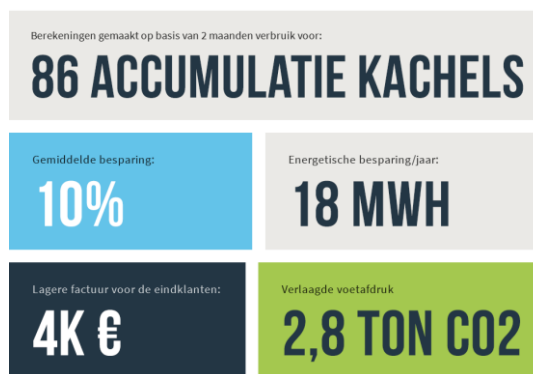 Berekeningen gemaakt op basis van 2 maanden verbruik voor:
86 ACCUMULATIE KACHELS
Gemiddelde besparing:
10%
Energetische besparing/jaar:
18 MWH
Lagere factuur voor de eindklanten:
4K €
Verlaagde voetafdruk
2,8 TON CO2